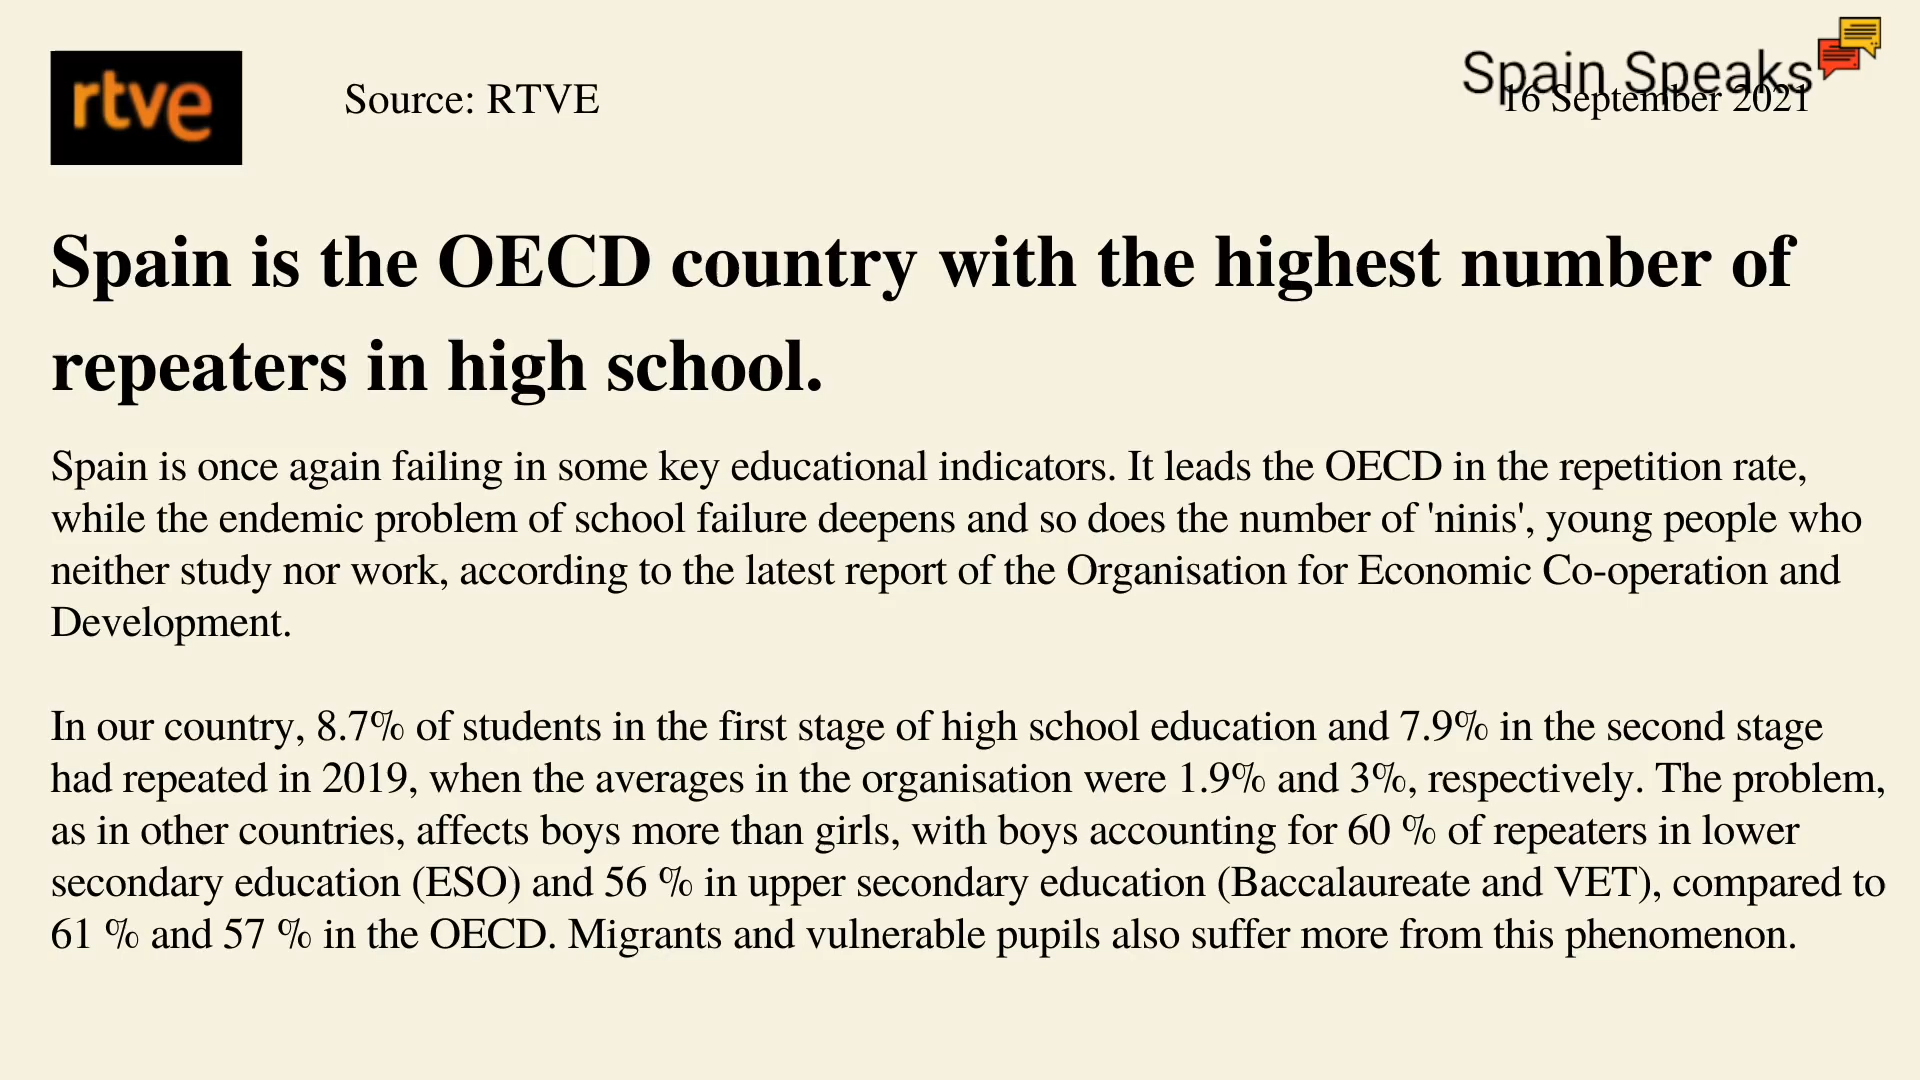 rtve
Source: RTVE
Spain Speaks
16 September 2021
Spain is the OECD country with the highest number of
repeaters in high school.
Spain is once again failing in some key educational indicators. It leads the OECD in the repetition rate,
while the endemic problem of school failure deepens and so does the number of 'ninis', young people who
neither study nor work, according to the latest report of the Organisation for Economic Co-operation and
Development.
In our country, 8.7% of students in the first stage of high school education and 7.9% in the second stage
had repeated in 2019, when the averages in the organisation were 1.9% and 3%, respectively. The problem,
as in other countries, affects boys more than girls, with boys accounting for 60 % of repeaters in lower
secondary education (ESO) and 56 % in upper secondary education (Baccalaureate and VET), compared to
61 % and 57 % in the OECD. Migrants and vulnerable pupils also suffer more from this phenomenon.